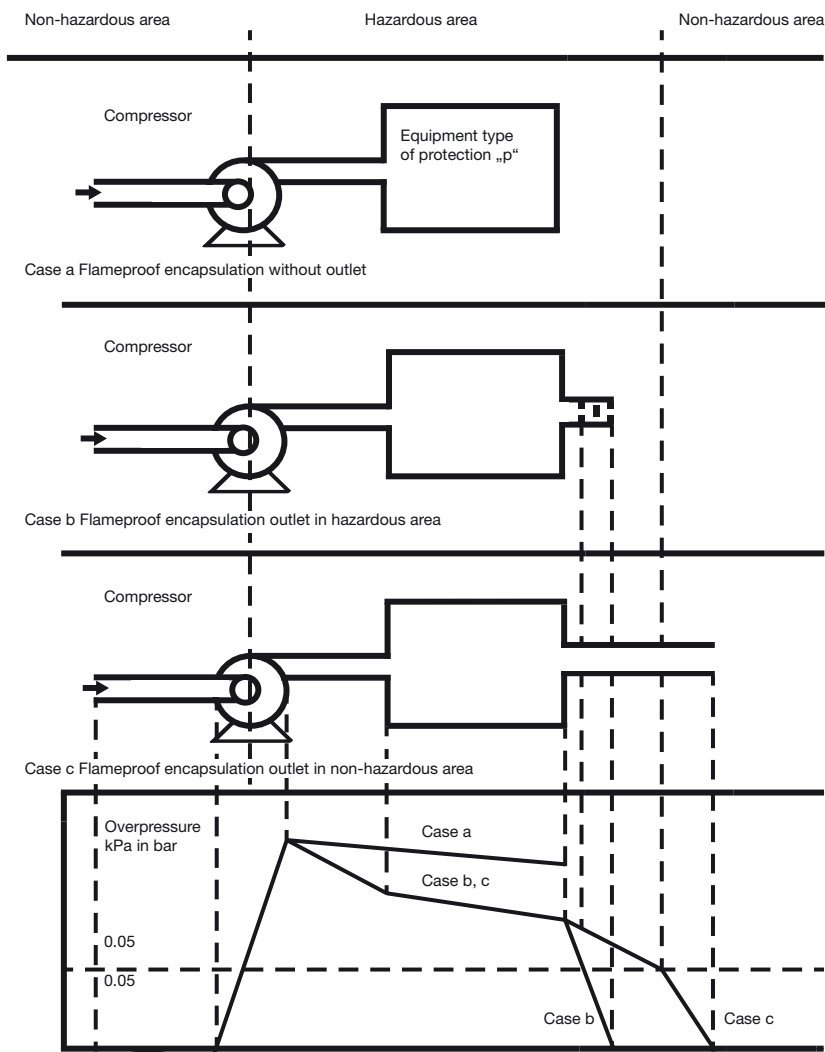 Non-hazardous area
Hazardous area
Non-hazardous area
Compressor
Equipment type
of protection „p“
Case a Flameproof encapsulation without outlet
Compressor
Case b Flameproof encapsulation outlet in hazardous area
Compressor
Case c Flameproof encapsulation outlet in non-hazardous area
Overpressure
kPa in bar
Case a
Case b, c
0.05
0.05
Case b
Case c